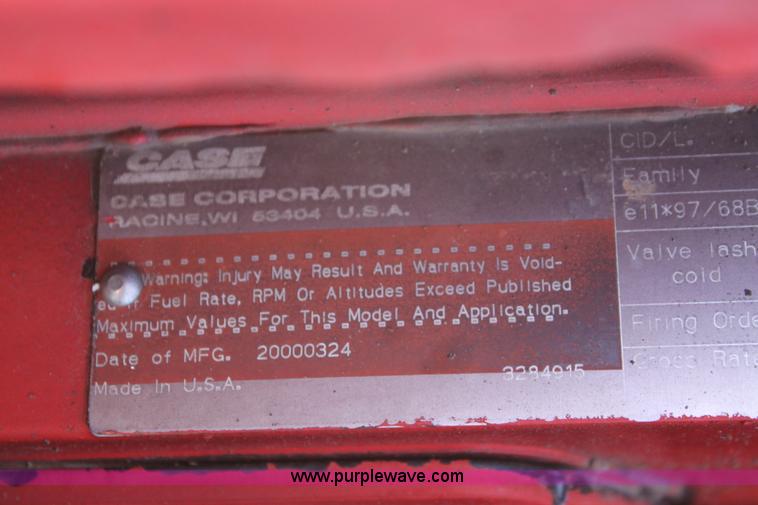 CASE
CASE CORPORATION
RACINE, WI 53404 U.S.A.
Warning: Injury May Result And Warranty Is Void-
ed If Fuel Rate, RPM Or Altitudes Exceed Published
Maximum Values For This Model And Application.
Date of MFG. 20000324
Made In U.S.A. 3284915
CID/L.
Family
e11*97/68B
Valve lash
cold
Firing Orde
Gross Rate
www.purplewave.com